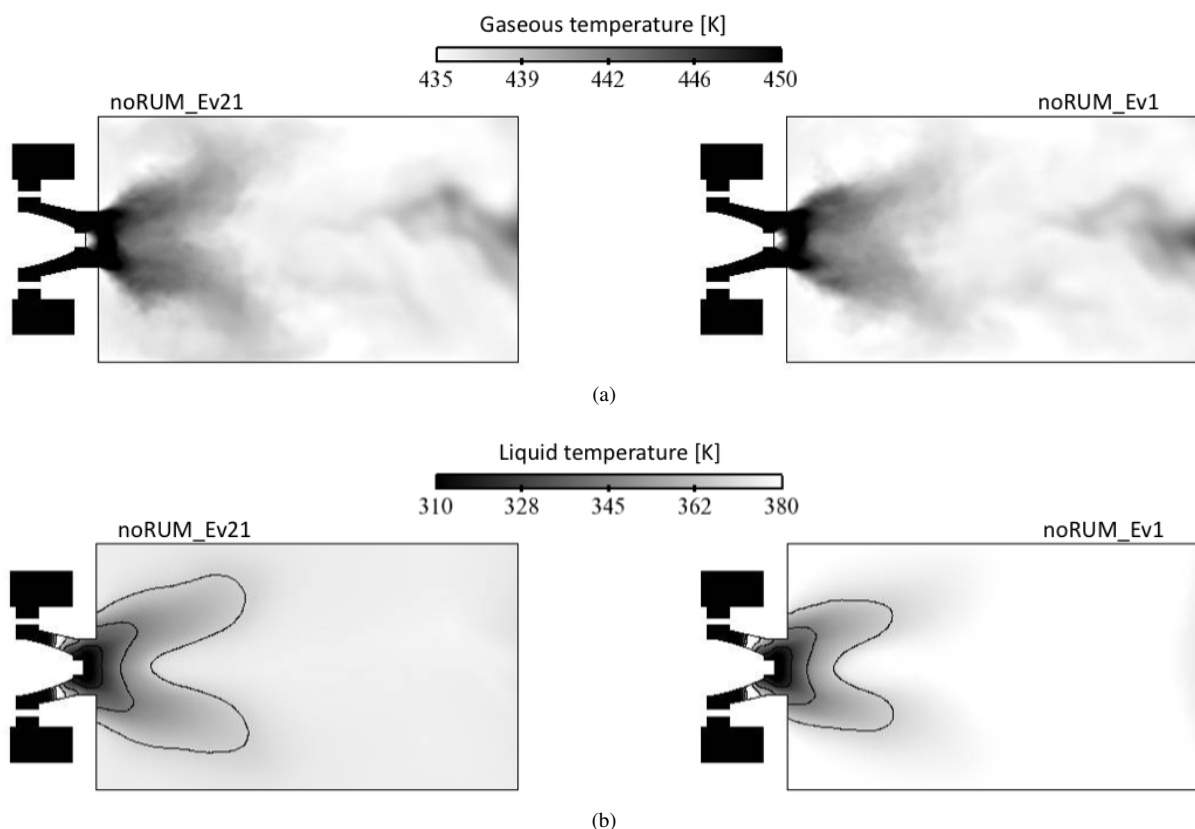 Gaseous temperature [K]
435 439 442 446 450
noRUM_Ev21 noRUM_Ev1
(a)
Liquid temperature [K]
310 328 345 362 380
noRUM_Ev21 noRUM_Ev1
(b)